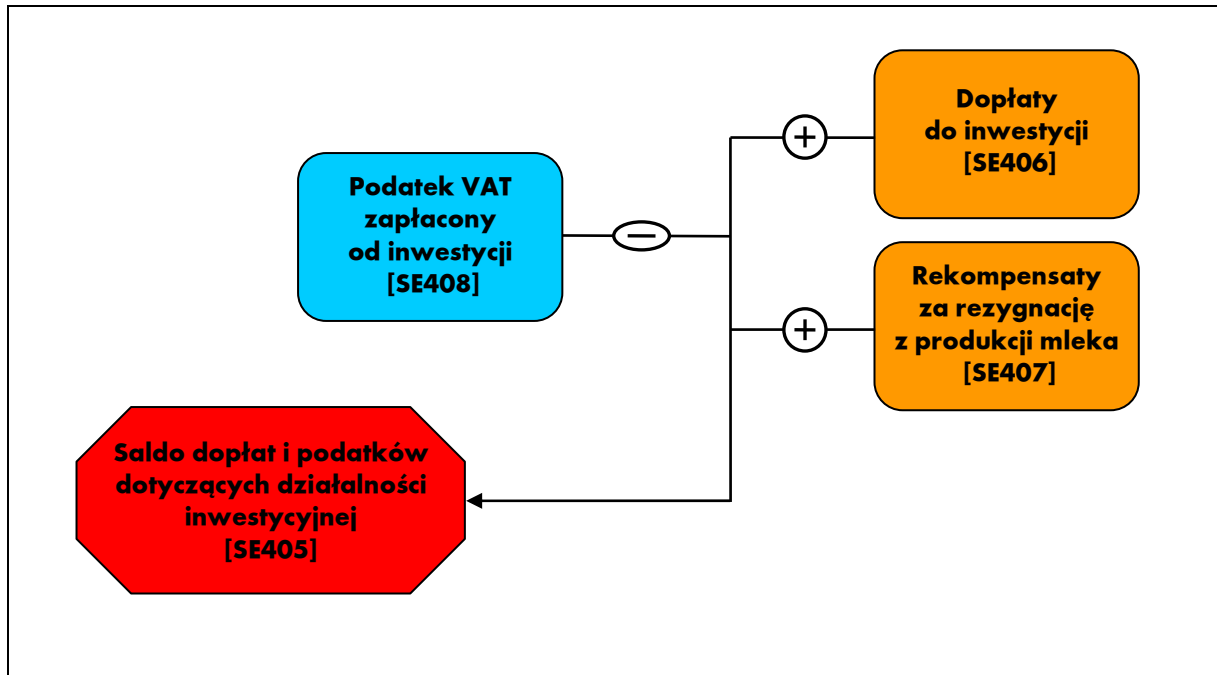 Dopłaty
do inwestycji
[SE406]
+
Podatek VAT
zapłacony
od inwestycji
[SE408]
−
Rekompensaty
za rezygnację
z produkcji mleka
[SE407]
+
Saldo dopłat i podatków
dotyczących działalności
inwestycyjnej
[SE405]